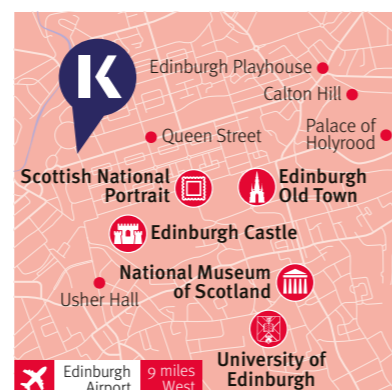 K
Edinburgh Playhouse
Calton Hill
Palace of
Holyrood
Queen Street
Scottish National
Portrait
Edinburgh
Old Town
Edinburgh Castle
National Museum
of Scotland
Usher Hall
University of
Edinburgh
Edinburgh
Airport
9 miles
West